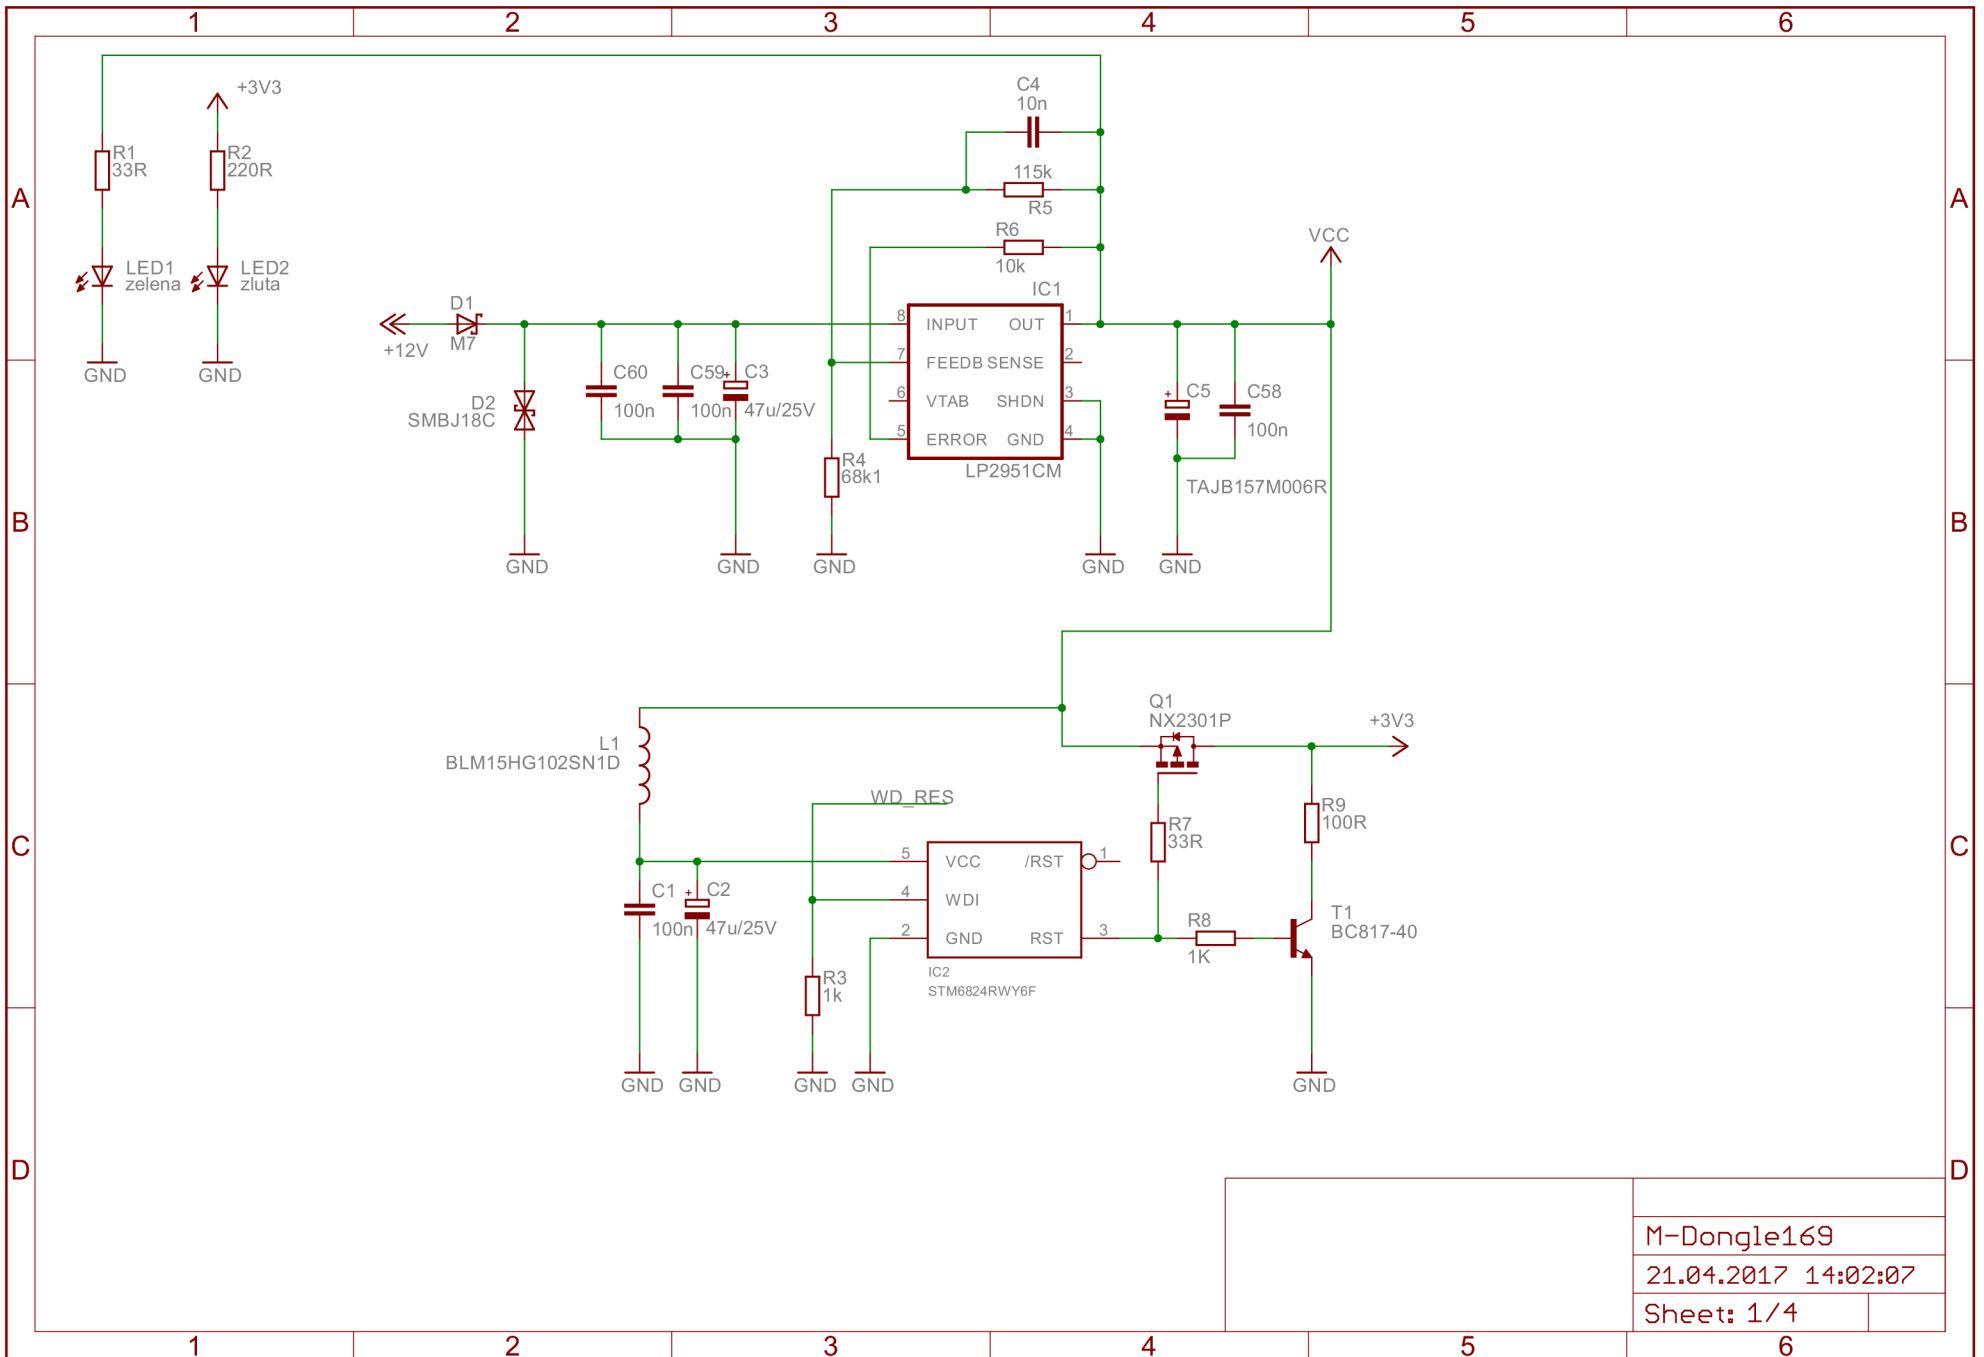 1 2 3 4 5 6
A A
B B
C C
D D
+3V3
R1
33R
R2
220R
LED1
zelena
LED2
zluta
GND
GND
C4
10n
115k
R5
R6
10k
IC1
VCC
D1
M7
+12V
D2
SMBJ18C
C60
100n
C59
100n
+
C3
47u/25V
8 INPUT OUT 1
7 FEEDB SENSE 2
6 VTAB SHDN 3
5 ERROR GND 4
LP2951CM
R4
68k1
+
C5
C58
100n
TAJB157M006R
GND
GND
GND
GND
GND
L1
BLM15HG102SN1D
Q1
NX2301P
+3V3
WD_RES
R7
33R
R9
100R
5 VCC /RST 1
4 WDI
2 GND RST 3
IC2
STM6824RWY6F
C1
100n
+
C2
47u/25V
R3
1k
R8
1K
T1
BC817-40
GND
GND
GND
GND
GND
M-Dongle169
21.04.2017 14:02:07
Sheet: 1/4
1 2 3 4 5 6